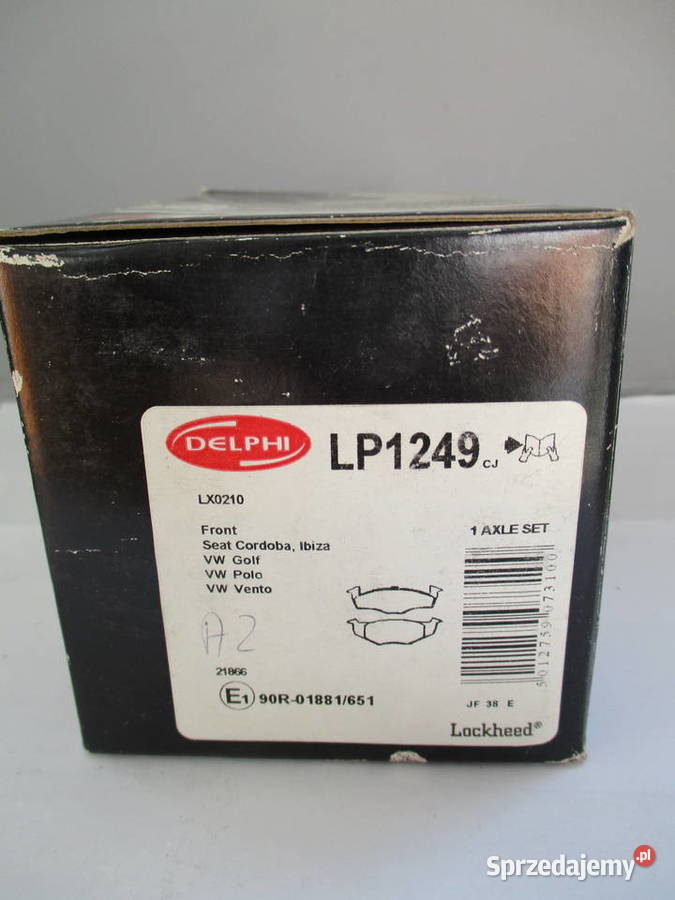 DELPHI LP1249 CJ
LX0210
Front
1 AXLE SET
Seat Cordoba, Ibiza
VW Golf
VW Polo
VW Vento
A2
21866
E1 90R-01881/651
5012759073100
JF 38 E
Lockheed®
Sprzedajemy.pl